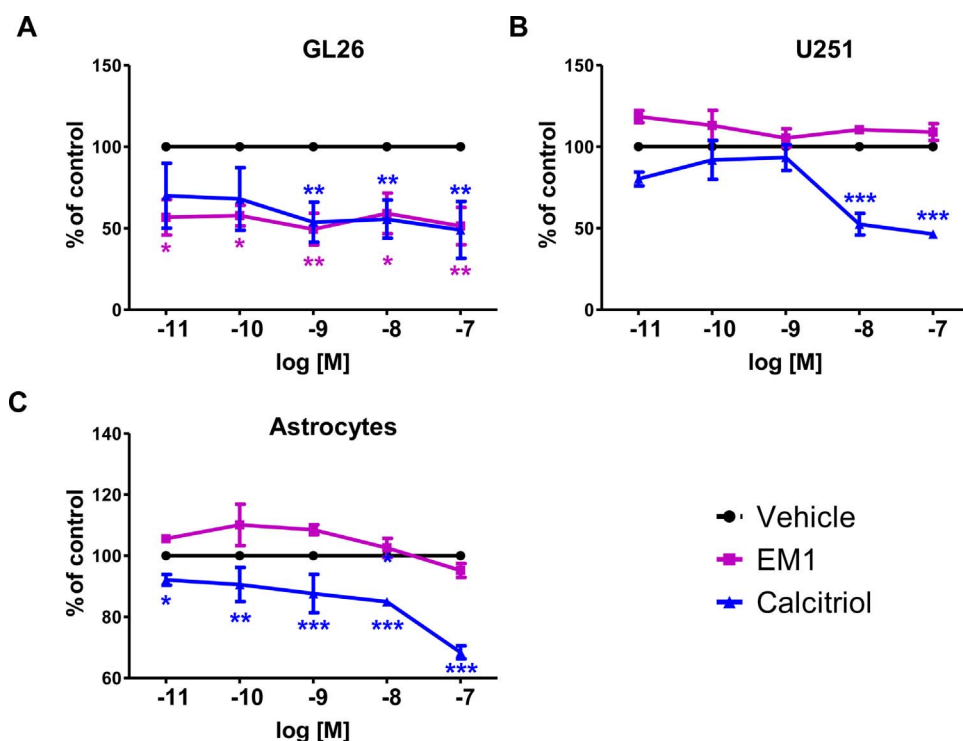 A
GL26
150
100
50
0
% of control
** ** **
* * ** * **
-11 -10 -9 -8 -7
log [M]
B
U251
150
100
50
0
% of control
*** ***
-11 -10 -9 -8 -7
log [M]
C
Astrocytes
140
120
100
80
60
% of control
*
* ** *** *** ***
-11 -10 -9 -8 -7
log [M]
Vehicle
EM1
Calcitriol